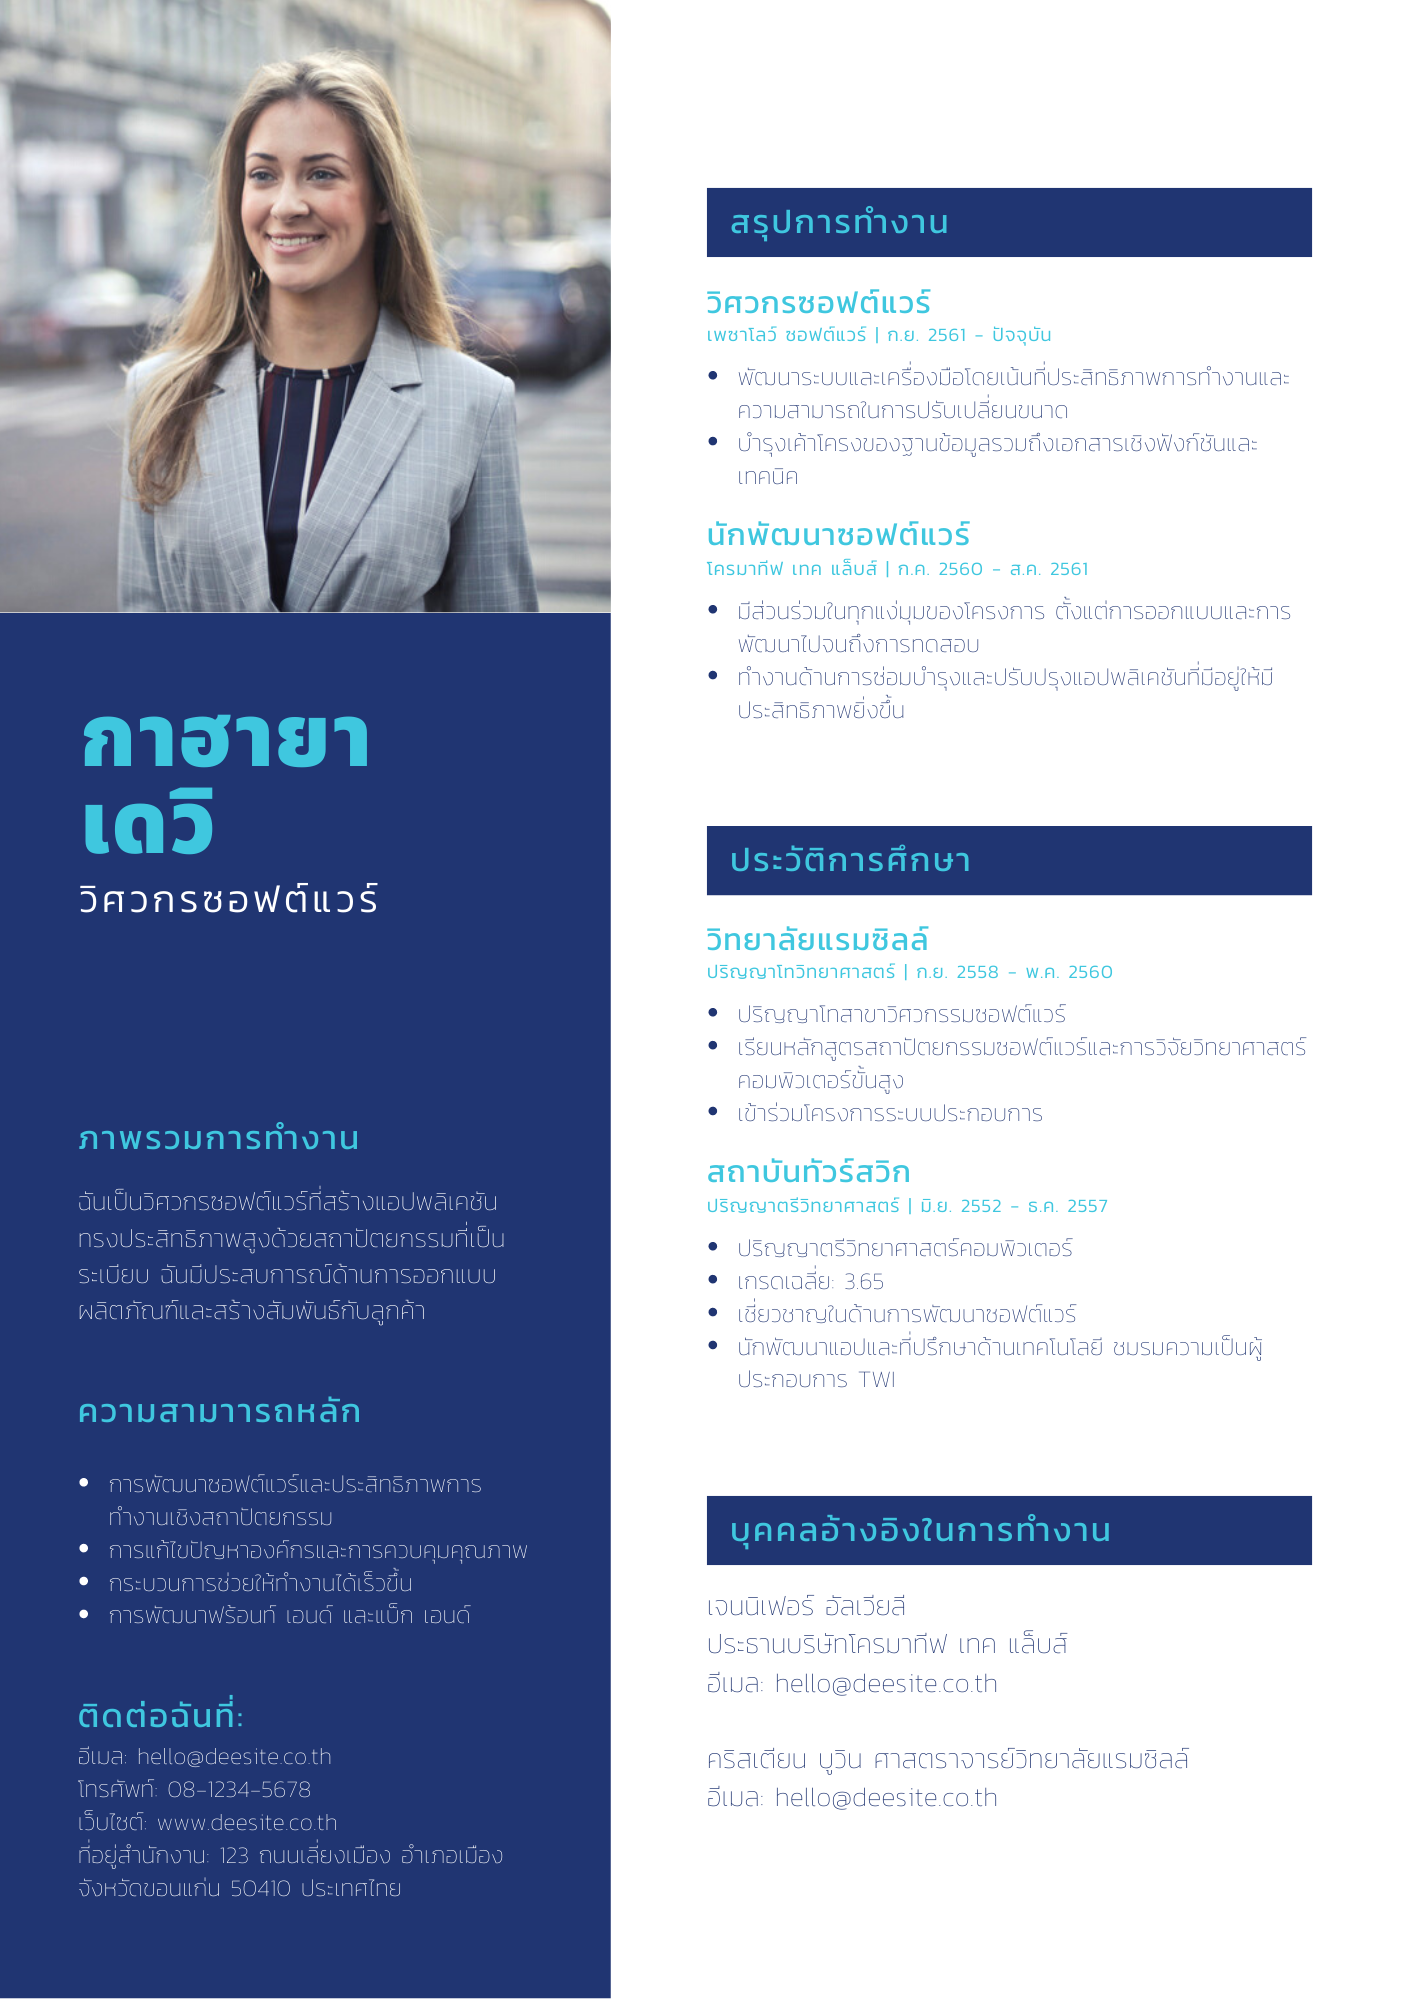 กาฮายา
เดวิ
วิศวกรซอฟต์แวร์
ภาพรวมการทำงาน
ฉันเป็นวิศวกรซอฟต์แวร์ที่สร้างแอปพลิเคชัน
ทรงประสิทธิภาพสูงด้วยสถาปัตยกรรมที่เป็น
ระเบียบ ฉันมีประสบการณ์ด้านการออกแบบ
ผลิตภัณฑ์และสร้างสัมพันธ์กับลูกค้า
ความสามาารถหลัก
• การพัฒนาซอฟต์แวร์และประสิทธิภาพการ
ทำงานเชิงสถาปัตยกรรม
• การแก้ไขปัญหาองค์กรและการควบคุมคุณภาพ
• กระบวนการช่วยให้ทำงานได้เร็วขึ้น
• การพัฒนาฟร้อนท์ เอนด์ และแบ็ก เอนด์
ติดต่อฉันที่:
อีเมล: hello@deesite.co.th
โทรศัพท์: 08-1234-5678
เว็บไซต์: www.deesite.co.th
ที่อยู่สำนักงาน: 123 ถนนเลี่ยงเมือง อำเภอเมือง
จังหวัดขอนแก่น 50410 ประเทศไทย
สรุปการทำงาน
วิศวกรซอฟต์แวร์
เพซาโลว์ ซอฟต์แวร์ | ก.ย. 2561 - ปัจจุบัน
• พัฒนาระบบและเครื่องมือโดยเน้นที่ประสิทธิภาพการทำงานและ
ความสามารถในการปรับเปลี่ยนขนาด
• บำรุงเค้าโครงของฐานข้อมูลรวมถึงเอกสารเชิงฟังก์ชันและ
เทคนิค
นักพัฒนาซอฟต์แวร์
โครมาทีฟ เทค แล็บส์ | ก.ค. 2560 - ส.ค. 2561
• มีส่วนร่วมในทุกแง่มุมของโครงการ ตั้งแต่การออกแบบและการ
พัฒนาไปจนถึงการทดสอบ
• ทำงานด้านการซ่อมบำรุงและปรับปรุงแอปพลิเคชันที่มีอยู่ให้มี
ประสิทธิภาพยิ่งขึ้น
ประวัติการศึกษา
วิทยาลัยแรมซิลล์
ปริญญาโทวิทยาศาสตร์ | ก.ย. 2558 - พ.ค. 2560
• ปริญญาโทสาขาวิศวกรรมซอฟต์แวร์
• เรียนหลักสูตรสถาปัตยกรรมซอฟต์แวร์และการวิจัยวิทยาศาสตร์
คอมพิวเตอร์ขั้นสูง
• เข้าร่วมโครงการระบบประกอบการ
สถาบันทัวร์สวิก
ปริญญาตรีวิทยาศาสตร์ | มิ.ย. 2552 - ธ.ค. 2557
• ปริญญาตรีวิทยาศาสตร์คอมพิวเตอร์
• เกรดเฉลี่ย: 3.65
• เชี่ยวชาญในด้านการพัฒนาซอฟต์แวร์
• นักพัฒนาแอปและที่ปรึกษาด้านเทคโนโลยี ชมรมความเป็นผู้
ประกอบการ TWI
บุคคลอ้างอิงในการทำงาน
เจนนิเฟอร์ อัลเวียลี
ประธานบริษัทโครมาทีฟ เทค แล็บส์
อีเมล: hello@deesite.co.th
คริสเตียน บูวิน ศาสตราจารย์วิทยาลัยแรมซิลล์
อีเมล: hello@deesite.co.th